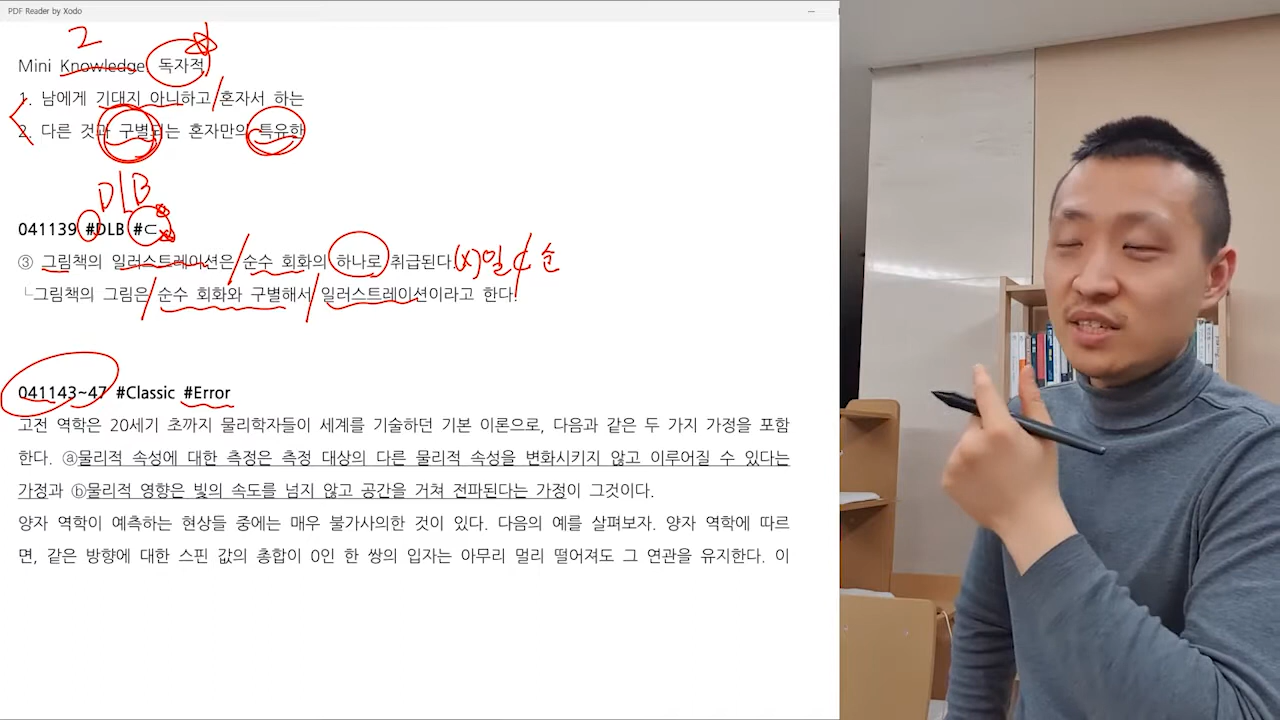 PDF Reader by Xodo
2
Mini Knowledge 독자적
1. 남에게 기대지 아니하고 혼자서 하는
2. 다른 것과 구별되는 혼자만의 특유한
DLB
041139 #DLB #⊂
③ 그림책의 일러스트레이션은 순수 회화의 하나로 취급된다.(X)일⊄순
└그림책의 그림은 순수 회화와 구별해서 일러스트레이션이라고 한다.
041143~47 #Classic #Error
고전 역학은 20세기 초까지 물리학자들이 세계를 기술하던 기본 이론으로, 다음과 같은 두 가지 가정을 포함
한다. ⓐ물리적 속성에 대한 측정은 측정 대상의 다른 물리적 속성을 변화시키지 않고 이루어질 수 있다는
가정과 ⓑ물리적 영향은 빛의 속도를 넘지 않고 공간을 거쳐 전파된다는 가정이 그것이다.
양자 역학이 예측하는 현상들 중에는 매우 불가사의한 것이 있다. 다음의 예를 살펴보자. 양자 역학에 따르
면, 같은 방향에 대한 스핀 값의 총합이 0인 한 쌍의 입자는 아무리 멀리 떨어져도 그 연관을 유지한다. 이